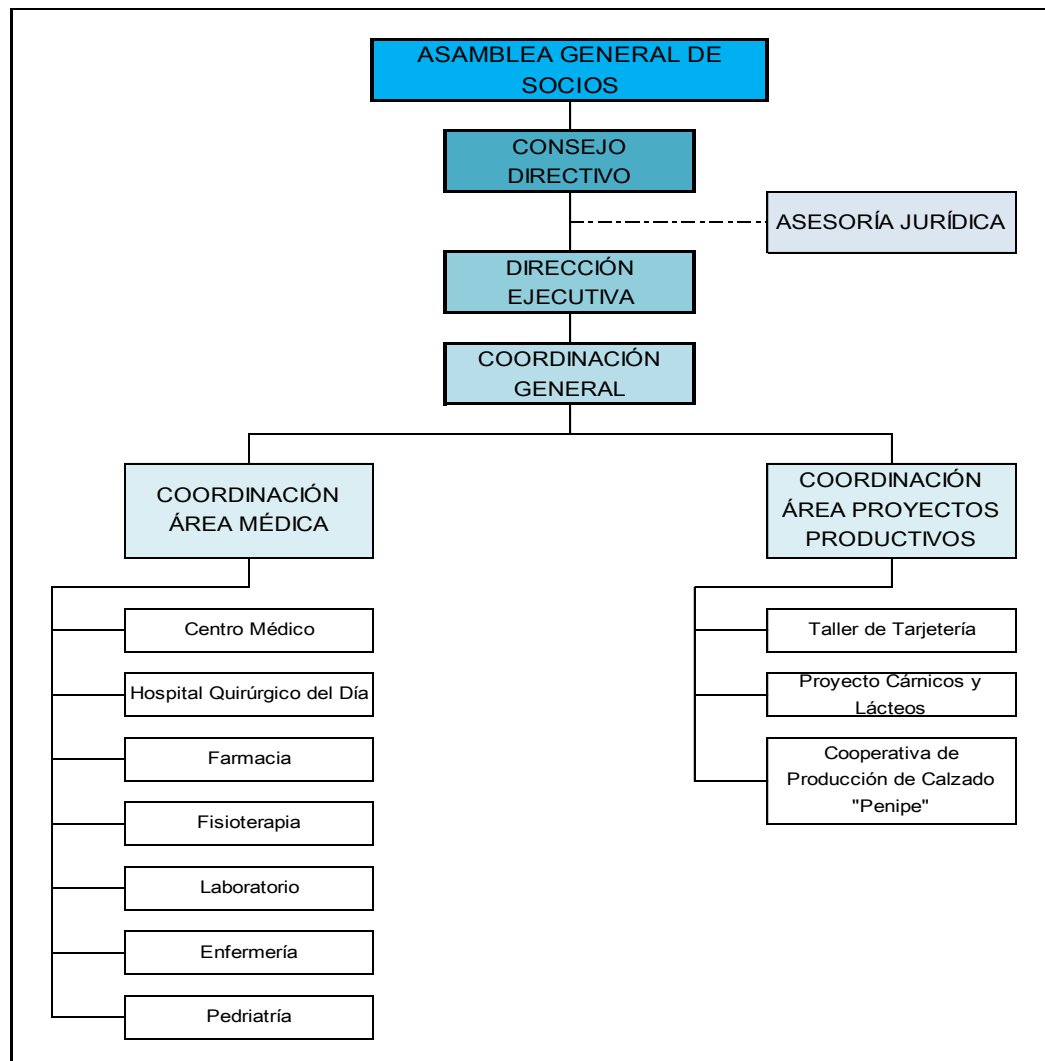 ASAMBLEA GENERAL DE
SOCIOS
CONSEJO
DIRECTIVO
ASESORÍA JURÍDICA
DIRECCIÓN
EJECUTIVA
COORDINACIÓN
GENERAL
COORDINACIÓN
ÁREA MÉDICA
Centro Médico
Hospital Quirúrgico del Día
Farmacia
Fisioterapia
Laboratorio
Enfermería
Pedriatría
COORDINACIÓN
ÁREA PROYECTOS
PRODUCTIVOS
Taller de Tarjetería
Proyecto Cárnicos y
Lácteos
Cooperativa de
Producción de Calzado
"Penipe"